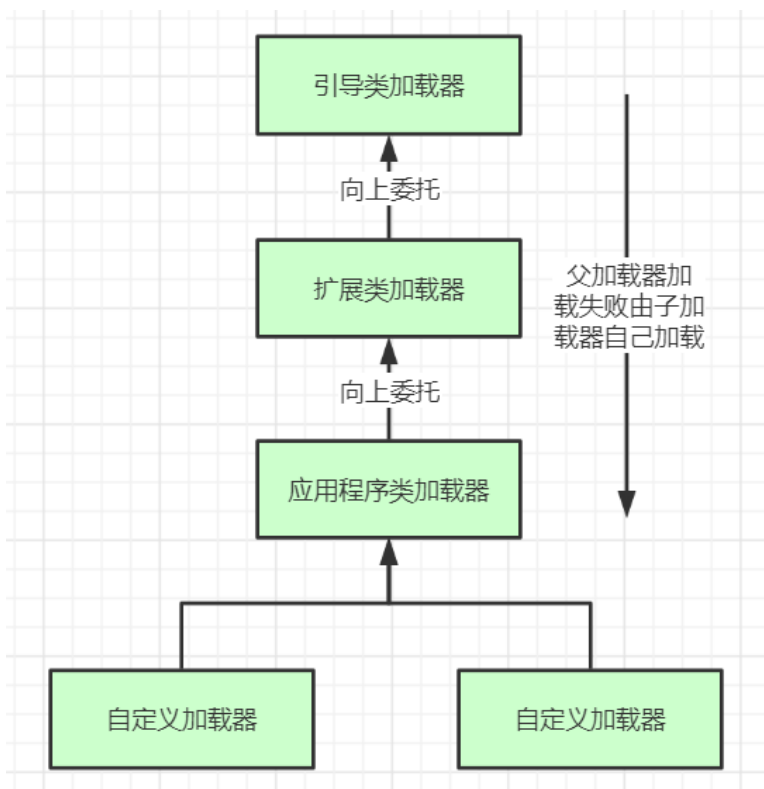 引导类加载器
向上委托
扩展类加载器
父加载器加
载失败由子加
载器自己加载
向上委托
应用程序类加载器
自定义加载器
自定义加载器